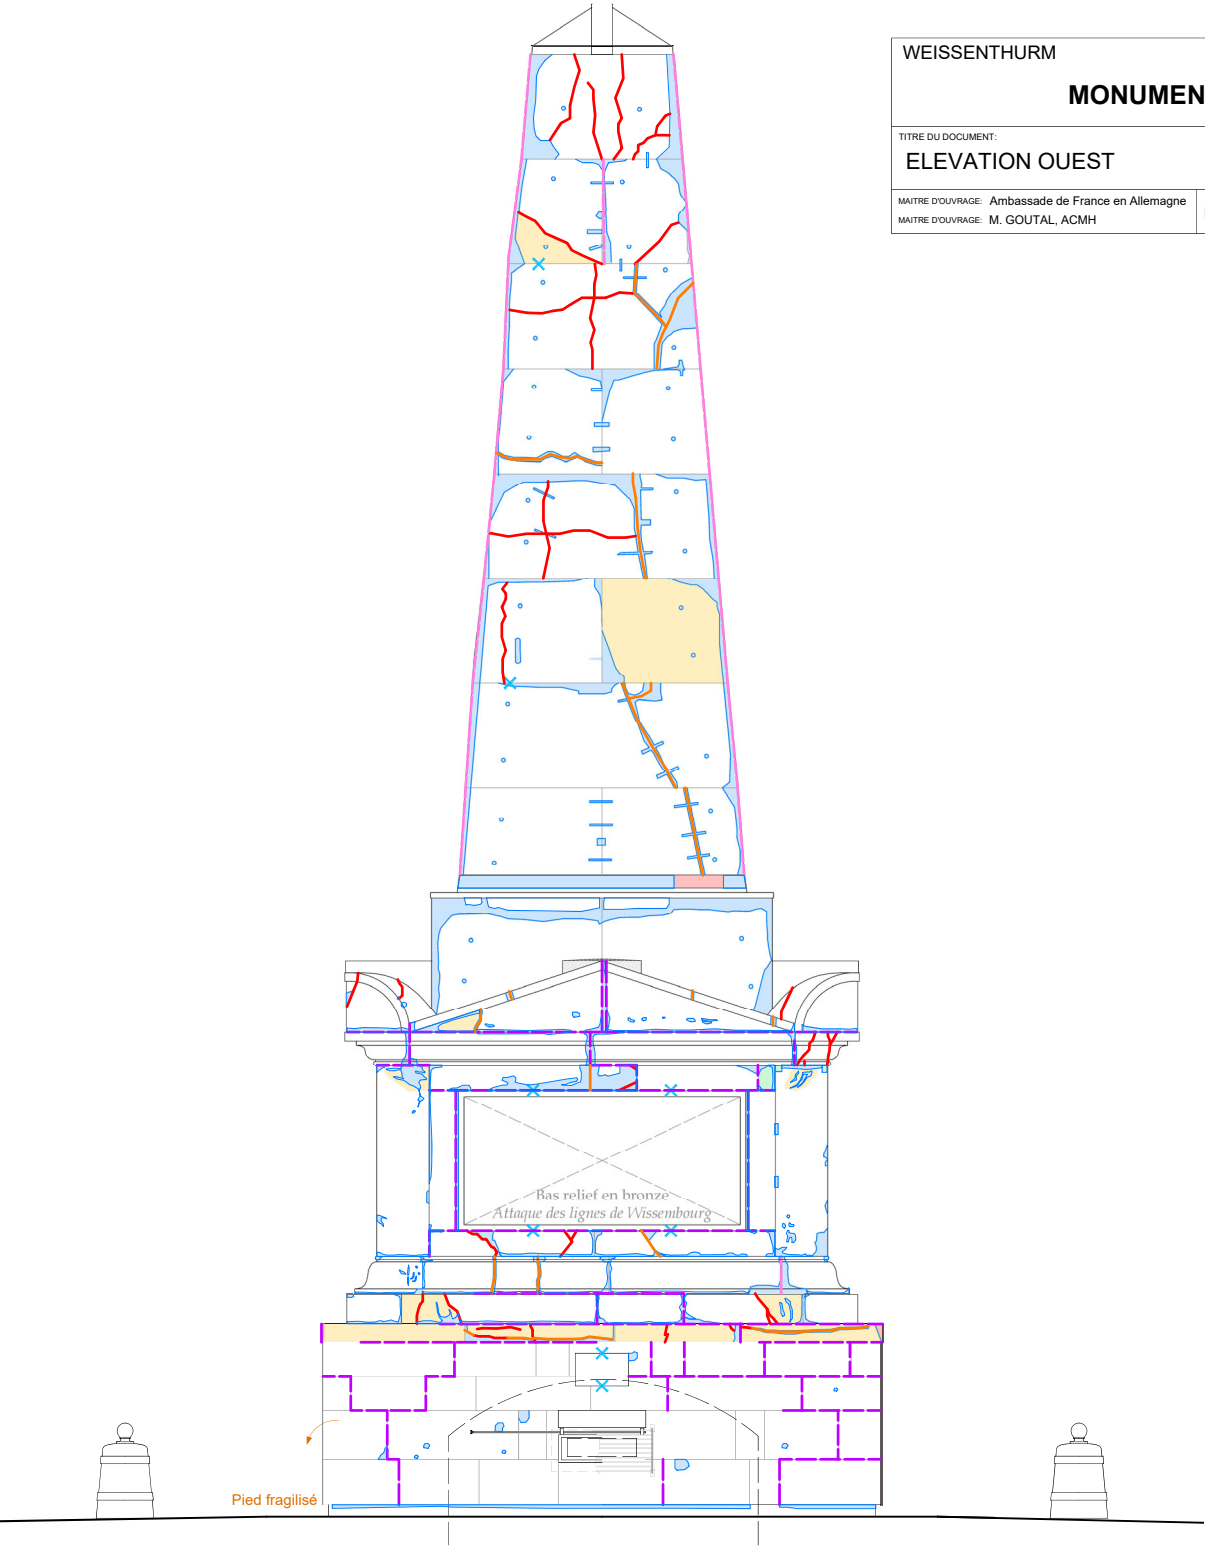 WEISSENTHURM
MONUMEN
TITRE DU DOCUMENT:
ELEVATION OUEST
MAITRE D'OUVRAGE: Ambassade de France en Allemagne
MAITRE D'OUVRAGE: M. GOUTAL, ACMH
Bas relief en bronze
Attaque des lignes de Wissembourg
Pied fragilisé